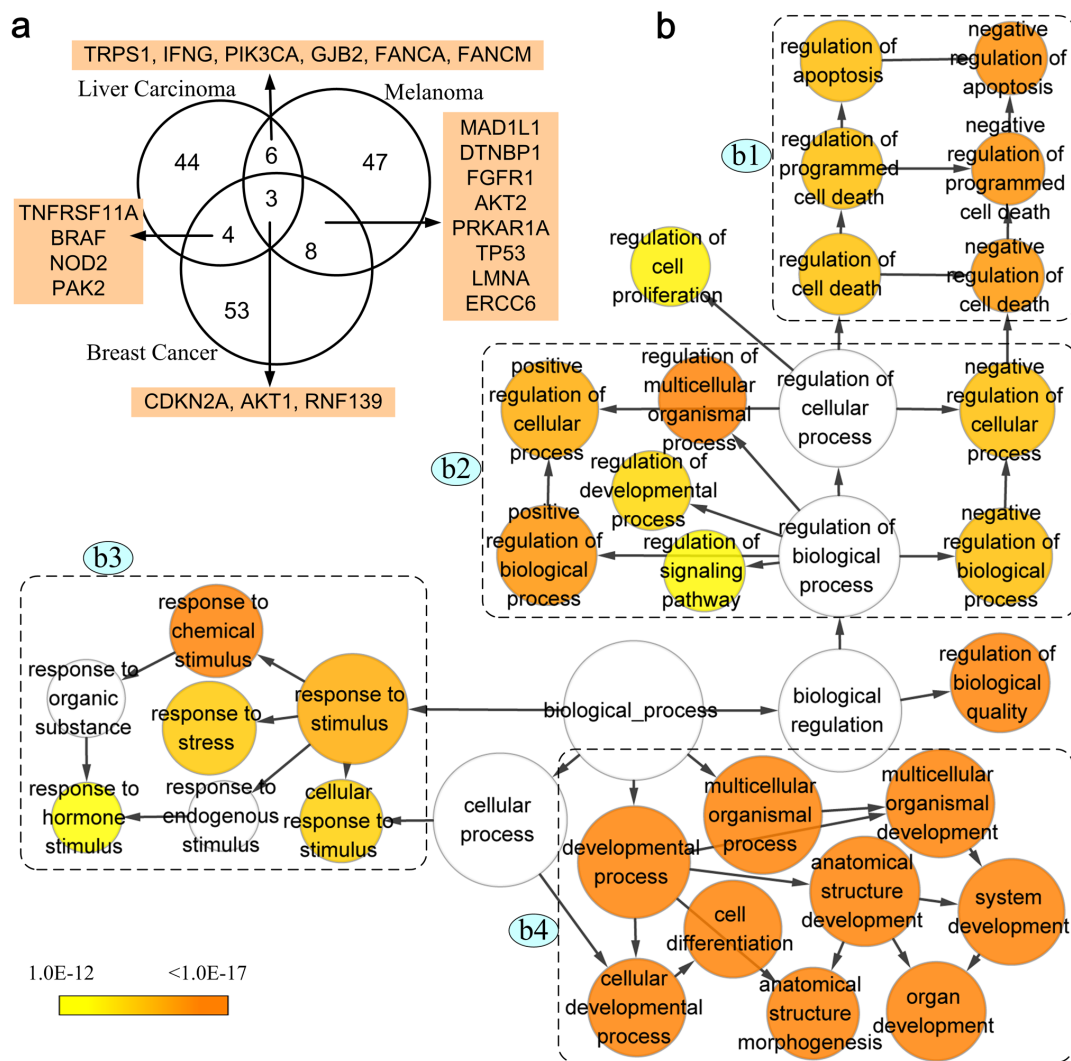 a
TRPS1, IFNG, PIK3CA, GJB2, FANCA, FANCM
Liver Carcinoma
Melanoma
44
6
47
3
4
8
53
Breast Cancer
TNFRSF11A
BRAF
NOD2
PAK2
MAD1L1
DTNBP1
FGFR1
AKT2
PRKAR1A
TP53
LMNA
ERCC6
CDKN2A, AKT1, RNF139
b
b1
regulation of
apoptosis
negative
regulation of
apoptosis
regulation of
programmed
cell death
negative
regulation of
programmed
cell death
regulation of
cell death
negative
regulation of
cell death
regulation of
cell
proliferation
b2
positive
regulation of
cellular
process
regulation of
multicellular
organismal
process
regulation of
cellular
process
negative
regulation of
cellular
process
regulation of
developmental
process
positive
regulation of
biological
process
regulation of
signaling
pathway
regulation of
biological
process
negative
regulation of
biological
process
b3
response to
chemical
stimulus
response to
organic
substance
response to
stress
response to
stimulus
response to
hormone
stimulus
response to
endogenous
stimulus
cellular
response to
stimulus
biological_process
biological
regulation
regulation of
biological
quality
cellular
process
b4
multicellular
organismal
process
multicellular
organismal
development
developmental
process
anatomical
structure
development
system
development
cell
differentiation
cellular
developmental
process
anatomical
structure
morphogenesis
organ
development
1.0E-12
<1.0E-17